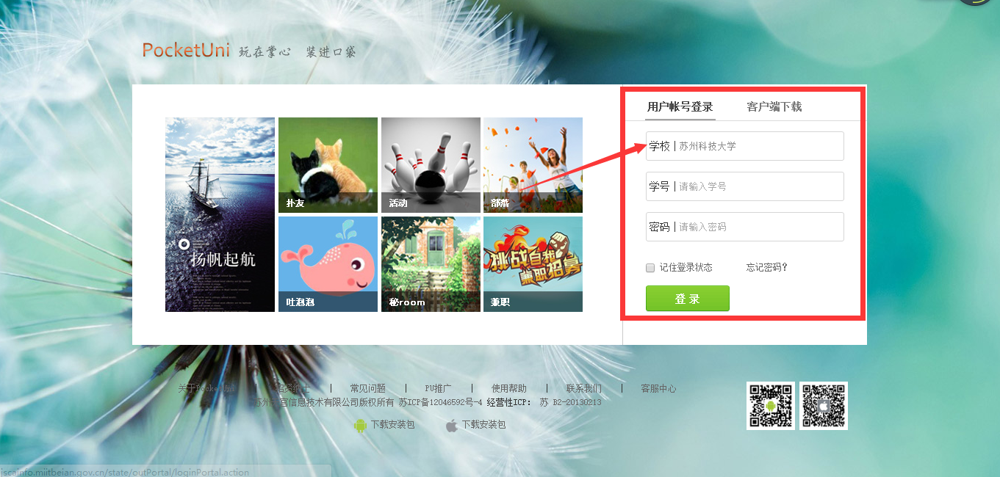 PocketUni 玩在掌心 装进口袋
用户帐号登录 客户端下载
学校 | 苏州科技大学
学号 | 请输入学号
密码 | 请输入密码
记住登录状态 忘记密码?
登 录
扬帆起航
扑友
活动
部落
吐泡泡
秘room
挑战自我
兼职招募
兼职
关于PocketUni | 招贤纳士 | 常见问题 | PU推广 | 使用帮助 | 联系我们 | 客服中心
信息技术有限公司版权所有 苏ICP备12046592号-4 经营性ICP: 苏 B2-20130213
下载安装包 下载安装包
jscainfo.miitbeian.gov.cn/state/outPortal/loginPortal.action